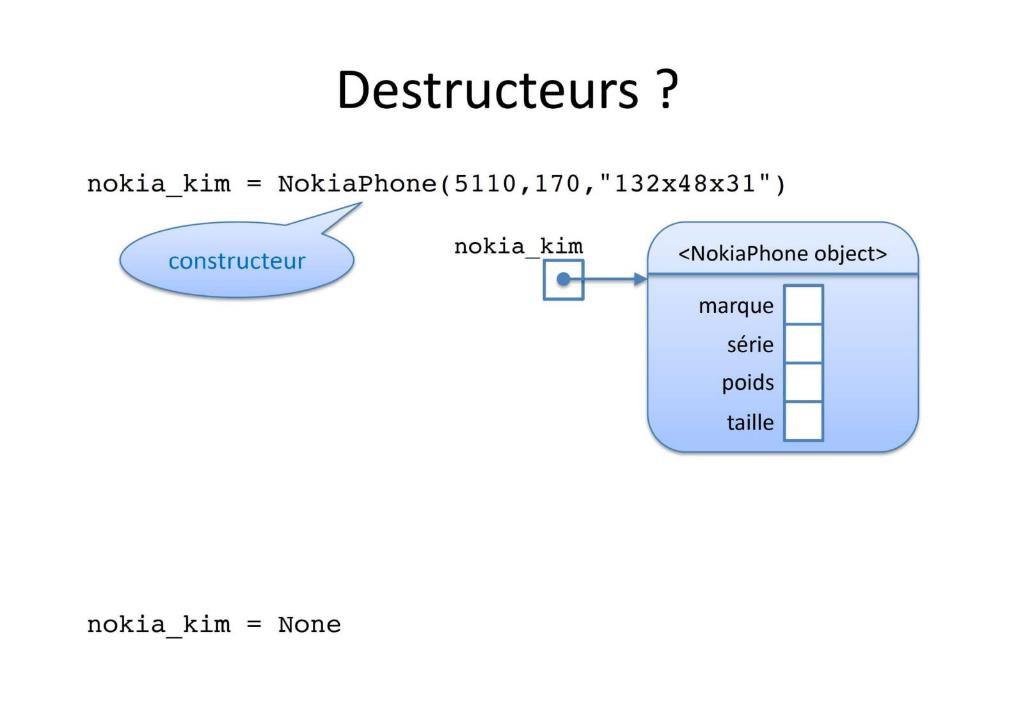 Destructeurs ?
nokia_kim = NokiaPhone(5110,170,"132x48x31")
constructeur
nokia_kim
<NokiaPhone object>
marque
série
poids
taille
nokia_kim = None